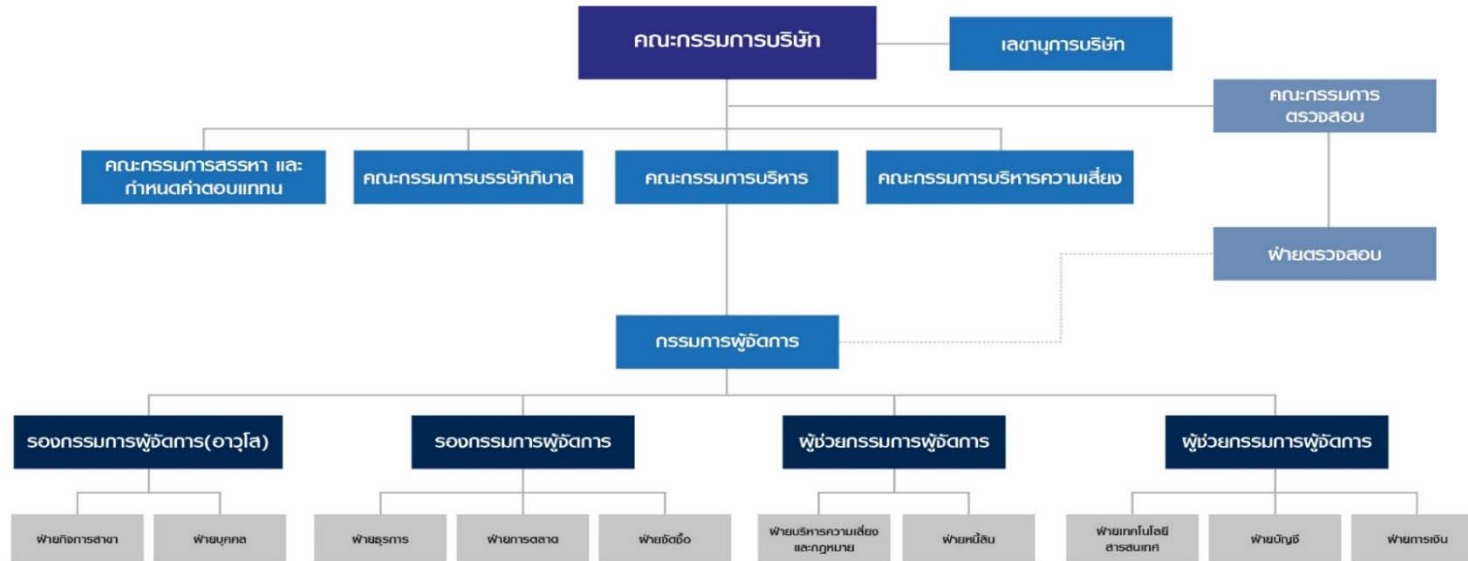 คณะกรรมการบริษัท
เลขานุการบริษัท
คณะกรรมการ
ตรวจสอบ
คณะกรรมการสรรหา และ
กำหนดค่าตอบแททน
คณะกรรมการบรรษัทภิบาล
คณะกรรมการบริหาร
คณะกรรมการบริหารความเสี่ยง
ฝ่ายตรวจสอบ
กรรมการผู้จัดการ
รองกรรมการผู้จัดการ(อาวุโส)
รองกรรมการผู้จัดการ
ผู้ช่วยกรรมการผู้จัดการ
ผู้ช่วยกรรมการผู้จัดการ
ฝ่ายกิจการสาขา
ฝ่ายบุคคล
ฝ่ายธุรการ
ฝ่ายการตลาด
ฝ่ายจัดซื้อ
ฝ่ายบริหารความเสี่ยง
และกฎหมาย
ฝ่ายหนี้สิน
ฝ่ายเทคโนโลยี
สารสนเทศ
ฝ่ายบัญชี
ฝ่ายการเงิน